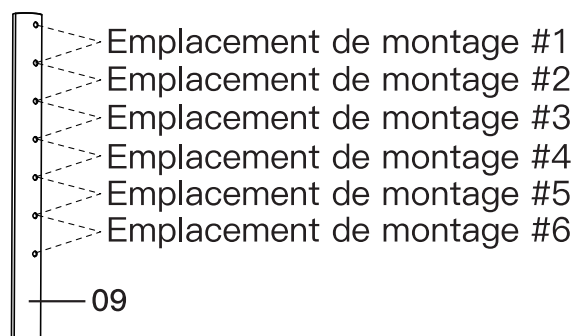 Emplacement de montage #1
Emplacement de montage #2
Emplacement de montage #3
Emplacement de montage #4
Emplacement de montage #5
Emplacement de montage #6
09